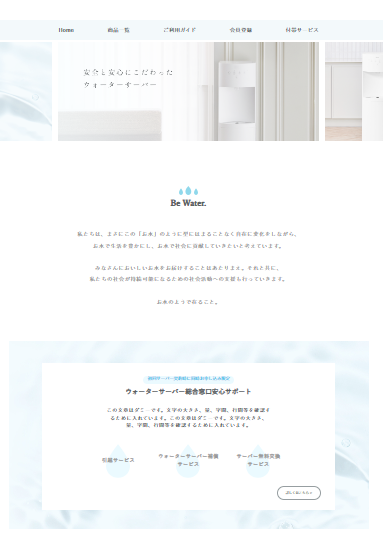 Home 商品一覧 ご利用ガイド 会員登録 付帯サービス
安全と安心にこだわった
ウォーターサーバー
Be Water.
私たちは、まさにこの「お水」のように型にはまることなく自在に変化をしながら、
お水で生活を豊かにし、お水で社会に貢献していきたいと考えています。
みなさんにおいしいお水をお届けすることはあたります。それと共に、
私たちの社会が持続可能になるための社会活動への支援も行っていきます。
お水のようで在ること。
ウォーターサーバー総合窓口安心サポート
この文章はダミーです。文字の大きさ、量、字間、行間等を確認す
るために入れています。この文章はダミーです。文字の大きさ、
量、字間、行間等を確認するために入れています。
引越サービス
ウォーターサーバー補償
サービス
サーバー無料交換
サービス
詳しくはこちら >